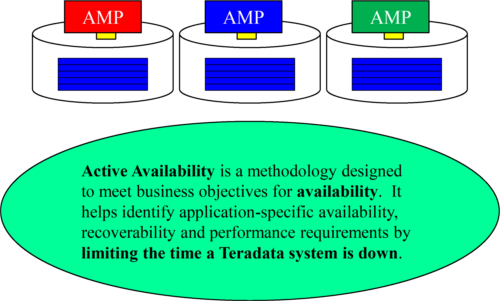 AMP AMP AMP
Active Availability is a methodology designed
to meet business objectives for availability.  It
helps identify application-specific availability,
recoverability and performance requirements by
limiting the time a Teradata system is down.